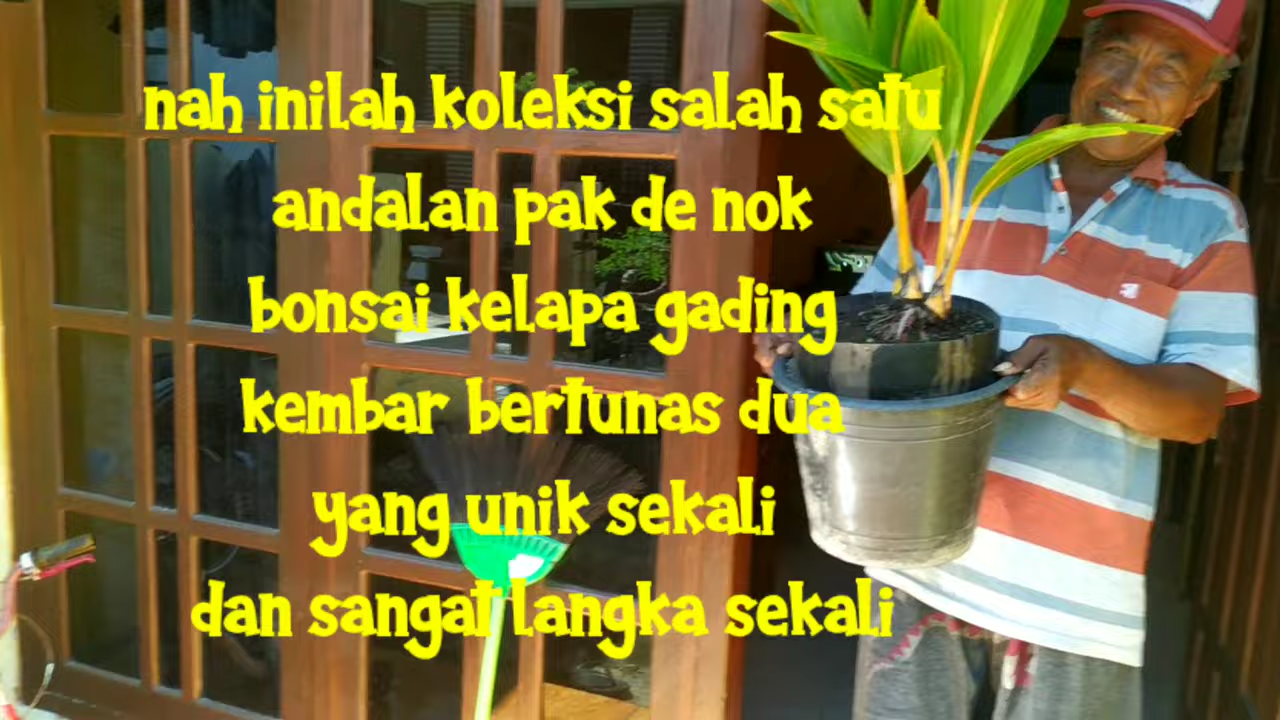 nah inilah koleksi salah satu
andalan pak de nok
bonsai kelapa gading
kembar bertunas dua
yang unik sekali
dan sangat langka sekali